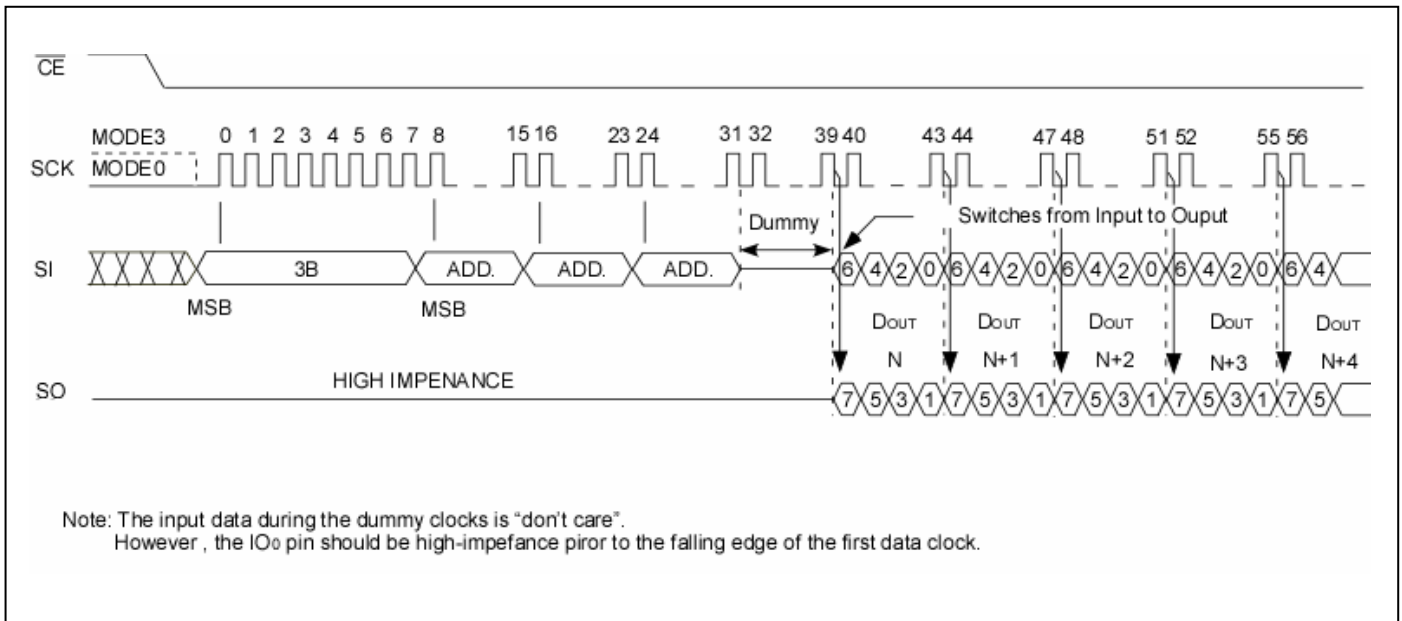 CE
MODE3 0 1 2 3 4 5 6 7 8 15 16 23 24 31 32 39 40 43 44 47 48 51 52 55 56
SCK MODE0
Dummy Switches from Input to Ouput
SI 3B ADD. ADD. ADD. 6 4 2 0 6 4 2 0 6 4 2 0 6 4 2 0 6 4
MSB MSB
DOUT DOUT DOUT DOUT DOUT
N N+1 N+2 N+3 N+4
HIGH IMPENANCE
SO 7 5 3 1 7 5 3 1 7 5 3 1 7 5 3 1 7 5
Note: The input data during the dummy clocks is “don't care”.
However , the IO0 pin should be high-impefance piror to the falling edge of the first data clock.